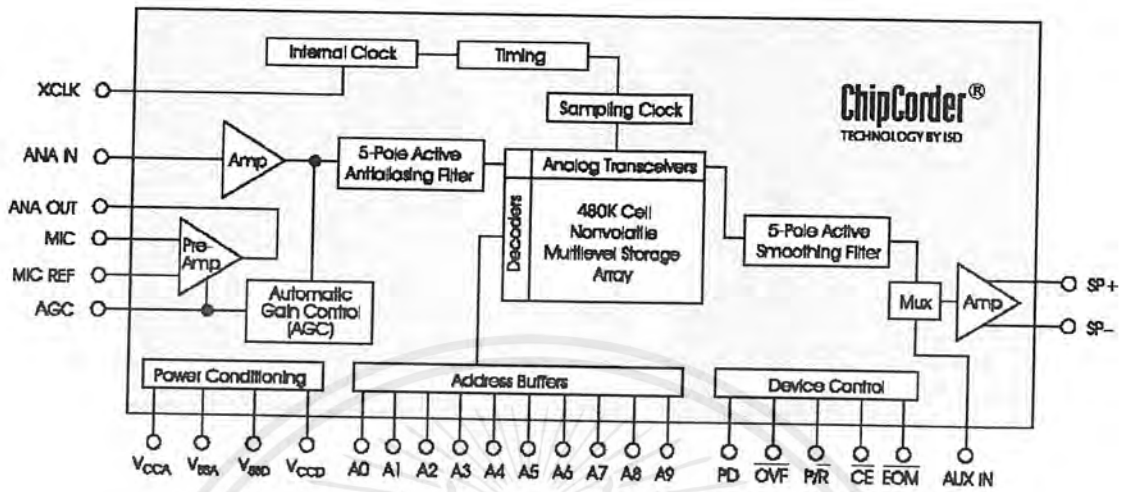 Internal Clock
Timing
XCLK
Sampling Clock
ChipCorder®
TECHNOLOGY BY ISD
ANA IN
Amp
5-Pole Active
Antialiasing Filter
Analog Transceivers
Decoders
480K Cell
Nonvolatile
Multilevel Storage
Array
ANA OUT
MIC
Pre-
Amp
MIC REF
AGC
Automatic
Gain Control
(AGC)
5-Pole Active
Smoothing Filter
Mux
Amp
SP+
SP–
Power Conditioning
Address Buffers
Device Control
VCCA VSSA VSSD VCCD A0 A1 A2 A3 A4 A5 A6 A7 A8 A9 PD O̅V̅F̅ P/R̅ C̅E̅ E̅O̅M̅ AUX IN